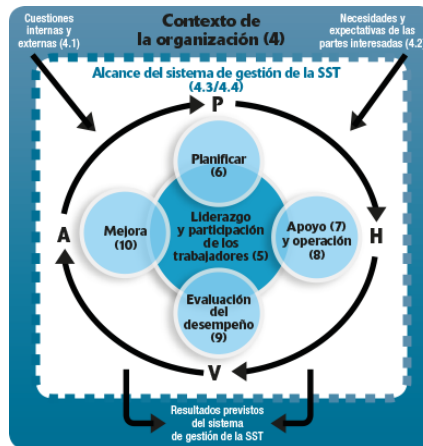 Cuestiones
internas y
externas (4.1)
Contexto de
la organización (4)
Necesidades y
expectativas de las
partes interesadas (4.2
Alcance del sistema de gestión de la SST
(4.3/4.4)
P
Planificar
(6)
A
Mejora
(10)
Liderazgo
y participación
de los
trabajadores (5)
Apoyo (7)
y operación
(8)
H
Evaluación
del
desempeño
(9)
V
Resultados previstos
del sistema
de gestión de la SST